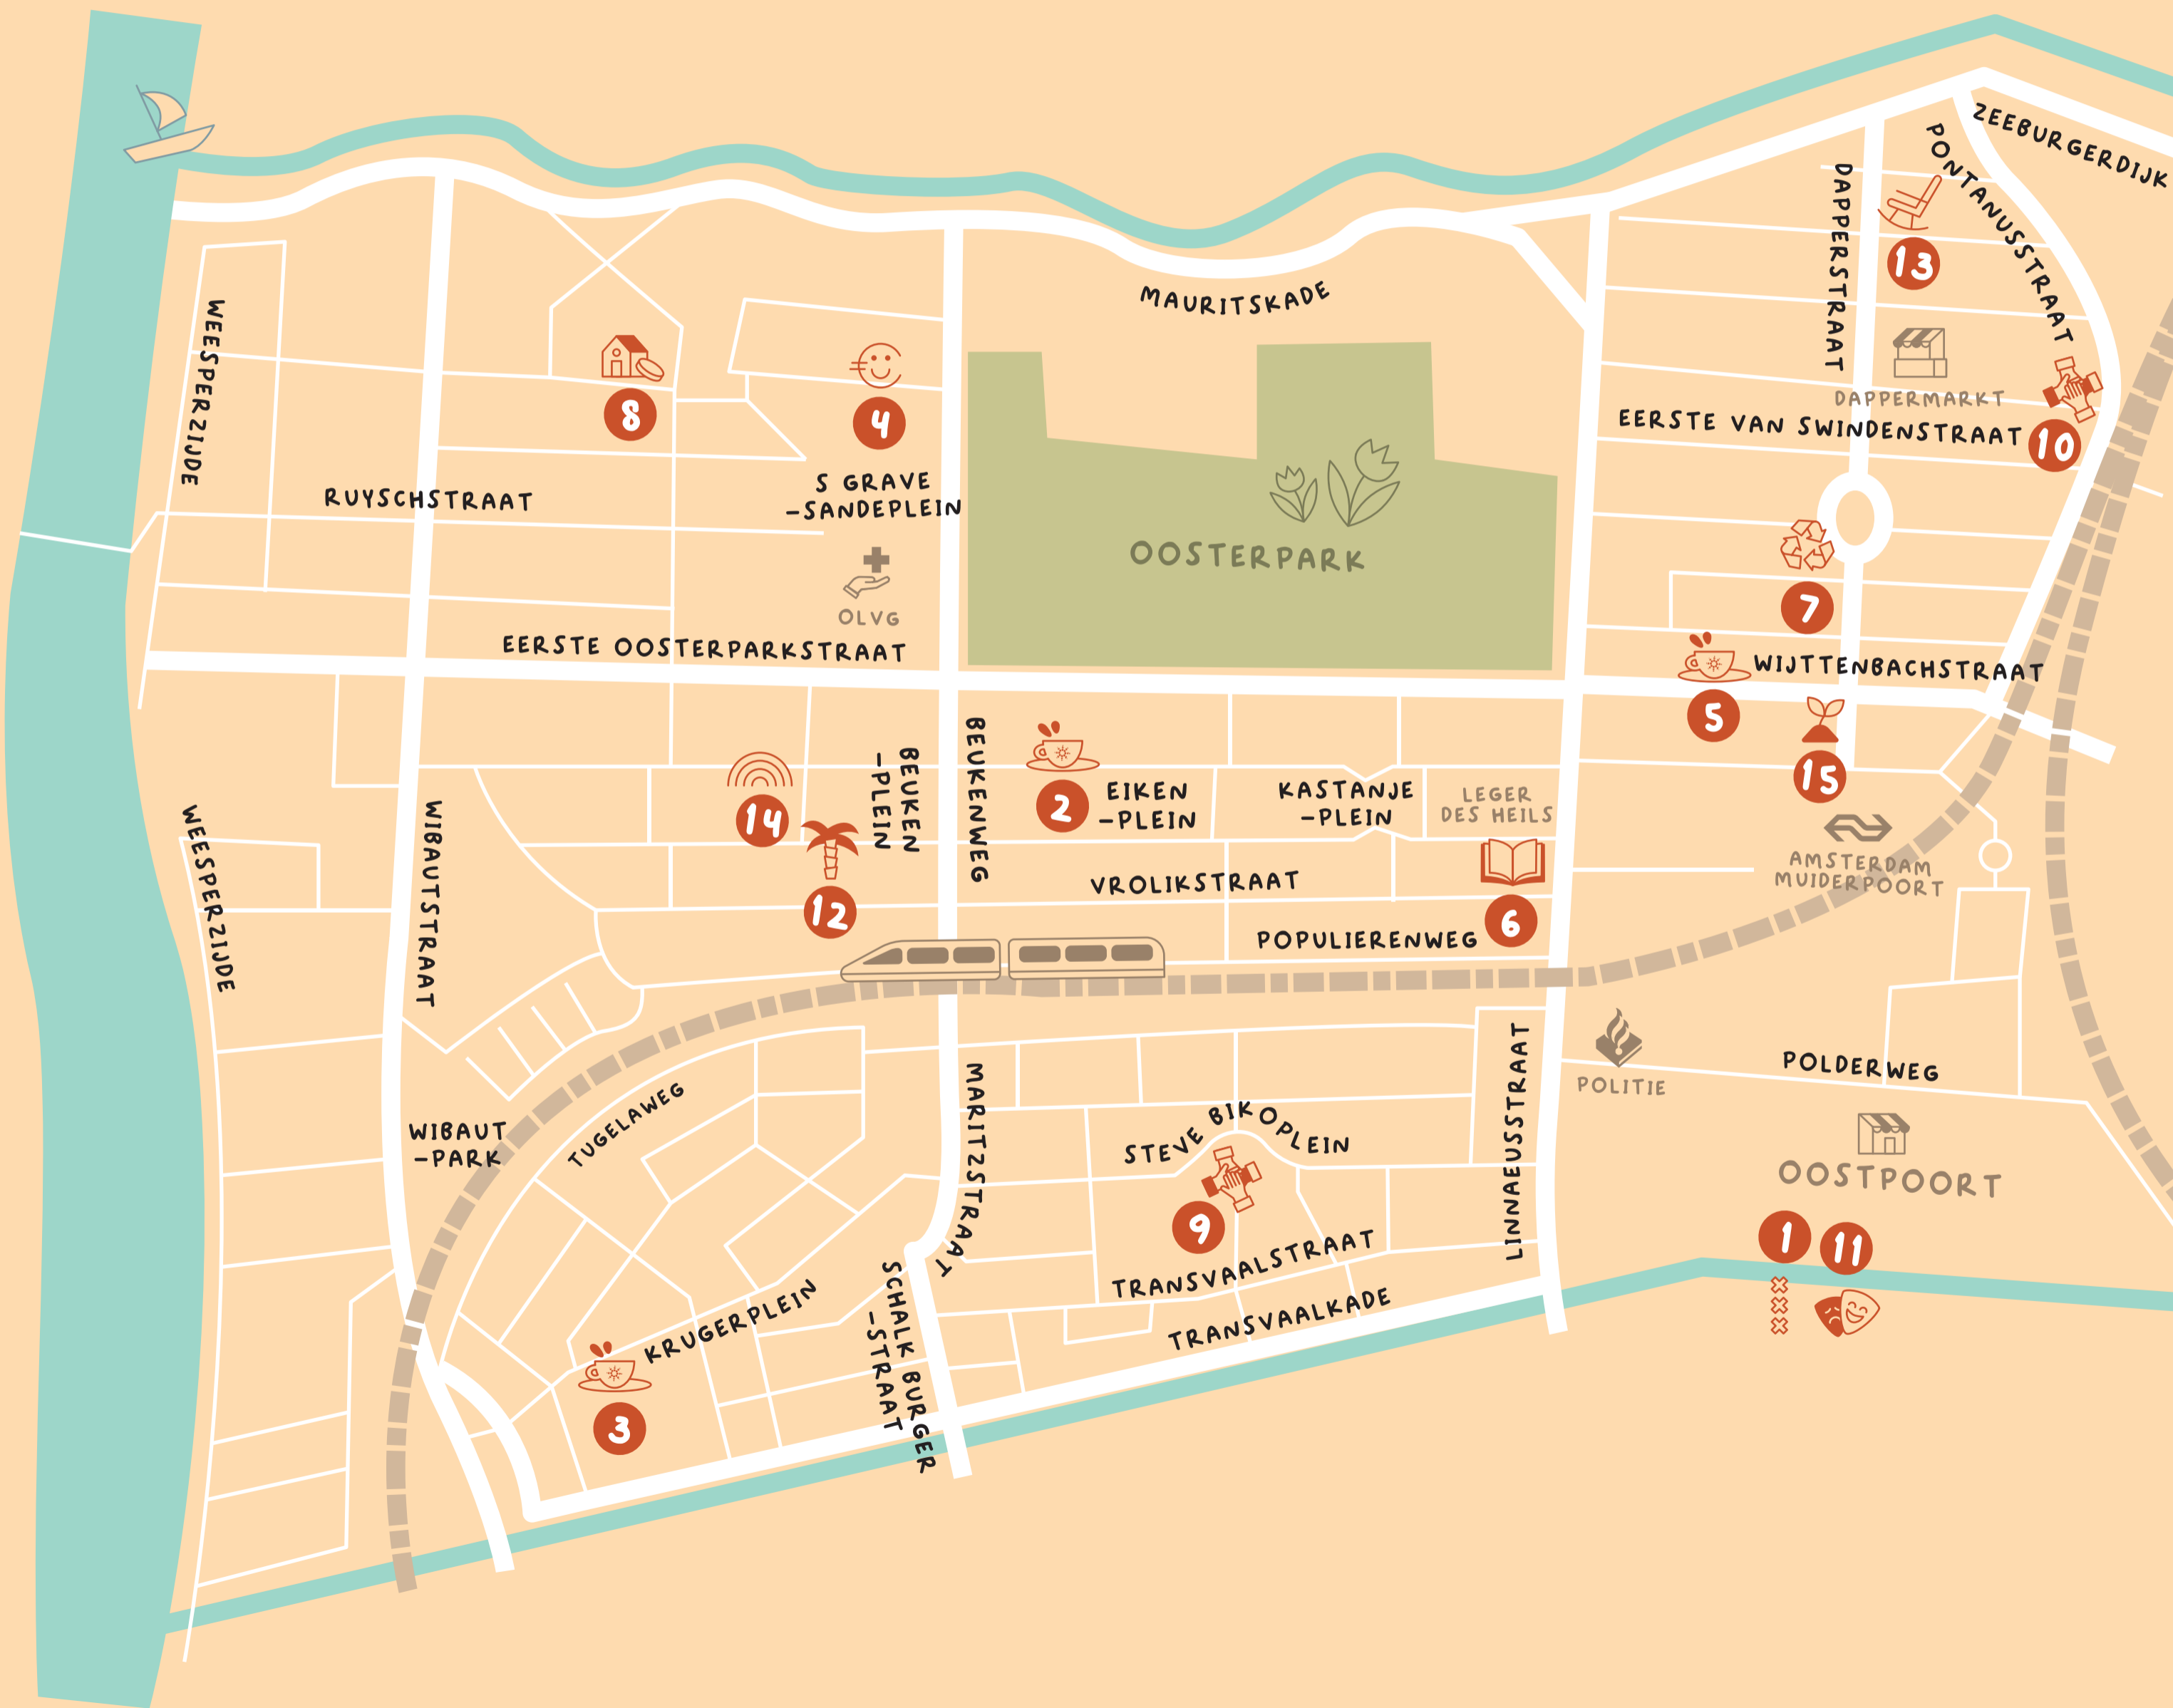 ZEEBURGERDIJK
PONTANUSSTRAAT
DAPPERSTRAAT
13
MAURITSKADE
WEESPERZIJDE
8
4
DAPPERMARKT
EERSTE VAN SWINDENSTRAAT
10
S GRAVE
-SANDEPLEIN
RUYSCHSTRAAT
OOSTERPARK
OLVG
7
EERSTE OOSTERPARKSTRAAT
WIJTTENBACHSTRAAT
5
15
BEUKENWEG
BEUKEN
-PLEIN
2
EIKEN
-PLEIN
KASTANJE
-PLEIN
LEGER
DES HEILS
14
12
WIBAUTSTRAAT
WEESPERZIJDE
VROLIKSTRAAT
AMSTERDAM
MUIDERPOORT
6
POPULIERENWEG
POLITIE
POLDERWEG
LINNAEUSSTRAAT
MARITZSTRAAT
TUGELAWEG
WIBAUT
-PARK
STEVE BIKOPLEIN
9
OOSTPOORT
1
11
TRANSVAALSTRAAT
TRANSVAALKADE
KRUGERPLEIN
SCHALK BURGER
-STRAAT
3